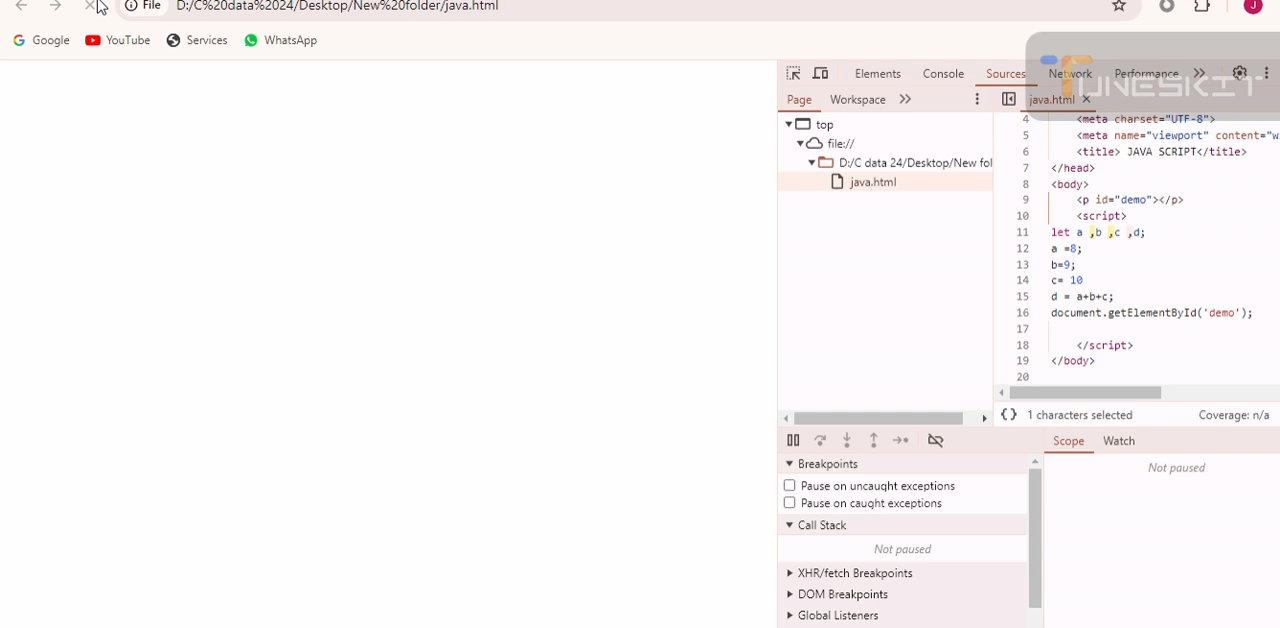 File D:/C%20data%2024/Desktop/New%20folder/java.html J
Google YouTube Services WhatsApp
Elements Console Sources Network Performance
TUNESKIT
Page Workspace java.html
top
file://
D:/C data 24/Desktop/New fol
java.html
4 <meta charset="UTF-8">
5 <meta name="viewport" content="w
6 <title> JAVA SCRIPT</title>
7 </head>
8 <body>
9 <p id="demo"></p>
10 <script>
11 let a ,b ,c ,d;
12 a =8;
13 b=9;
14 c= 10
15 d = a+b+c;
16 document.getElementById('demo');
17
18 </script>
19 </body>
20
{} 1 characters selected Coverage: n/a
Breakpoints
Pause on uncaught exceptions
Pause on caught exceptions
Call Stack
Not paused
XHR/fetch Breakpoints
DOM Breakpoints
Global Listeners
Scope Watch
Not paused